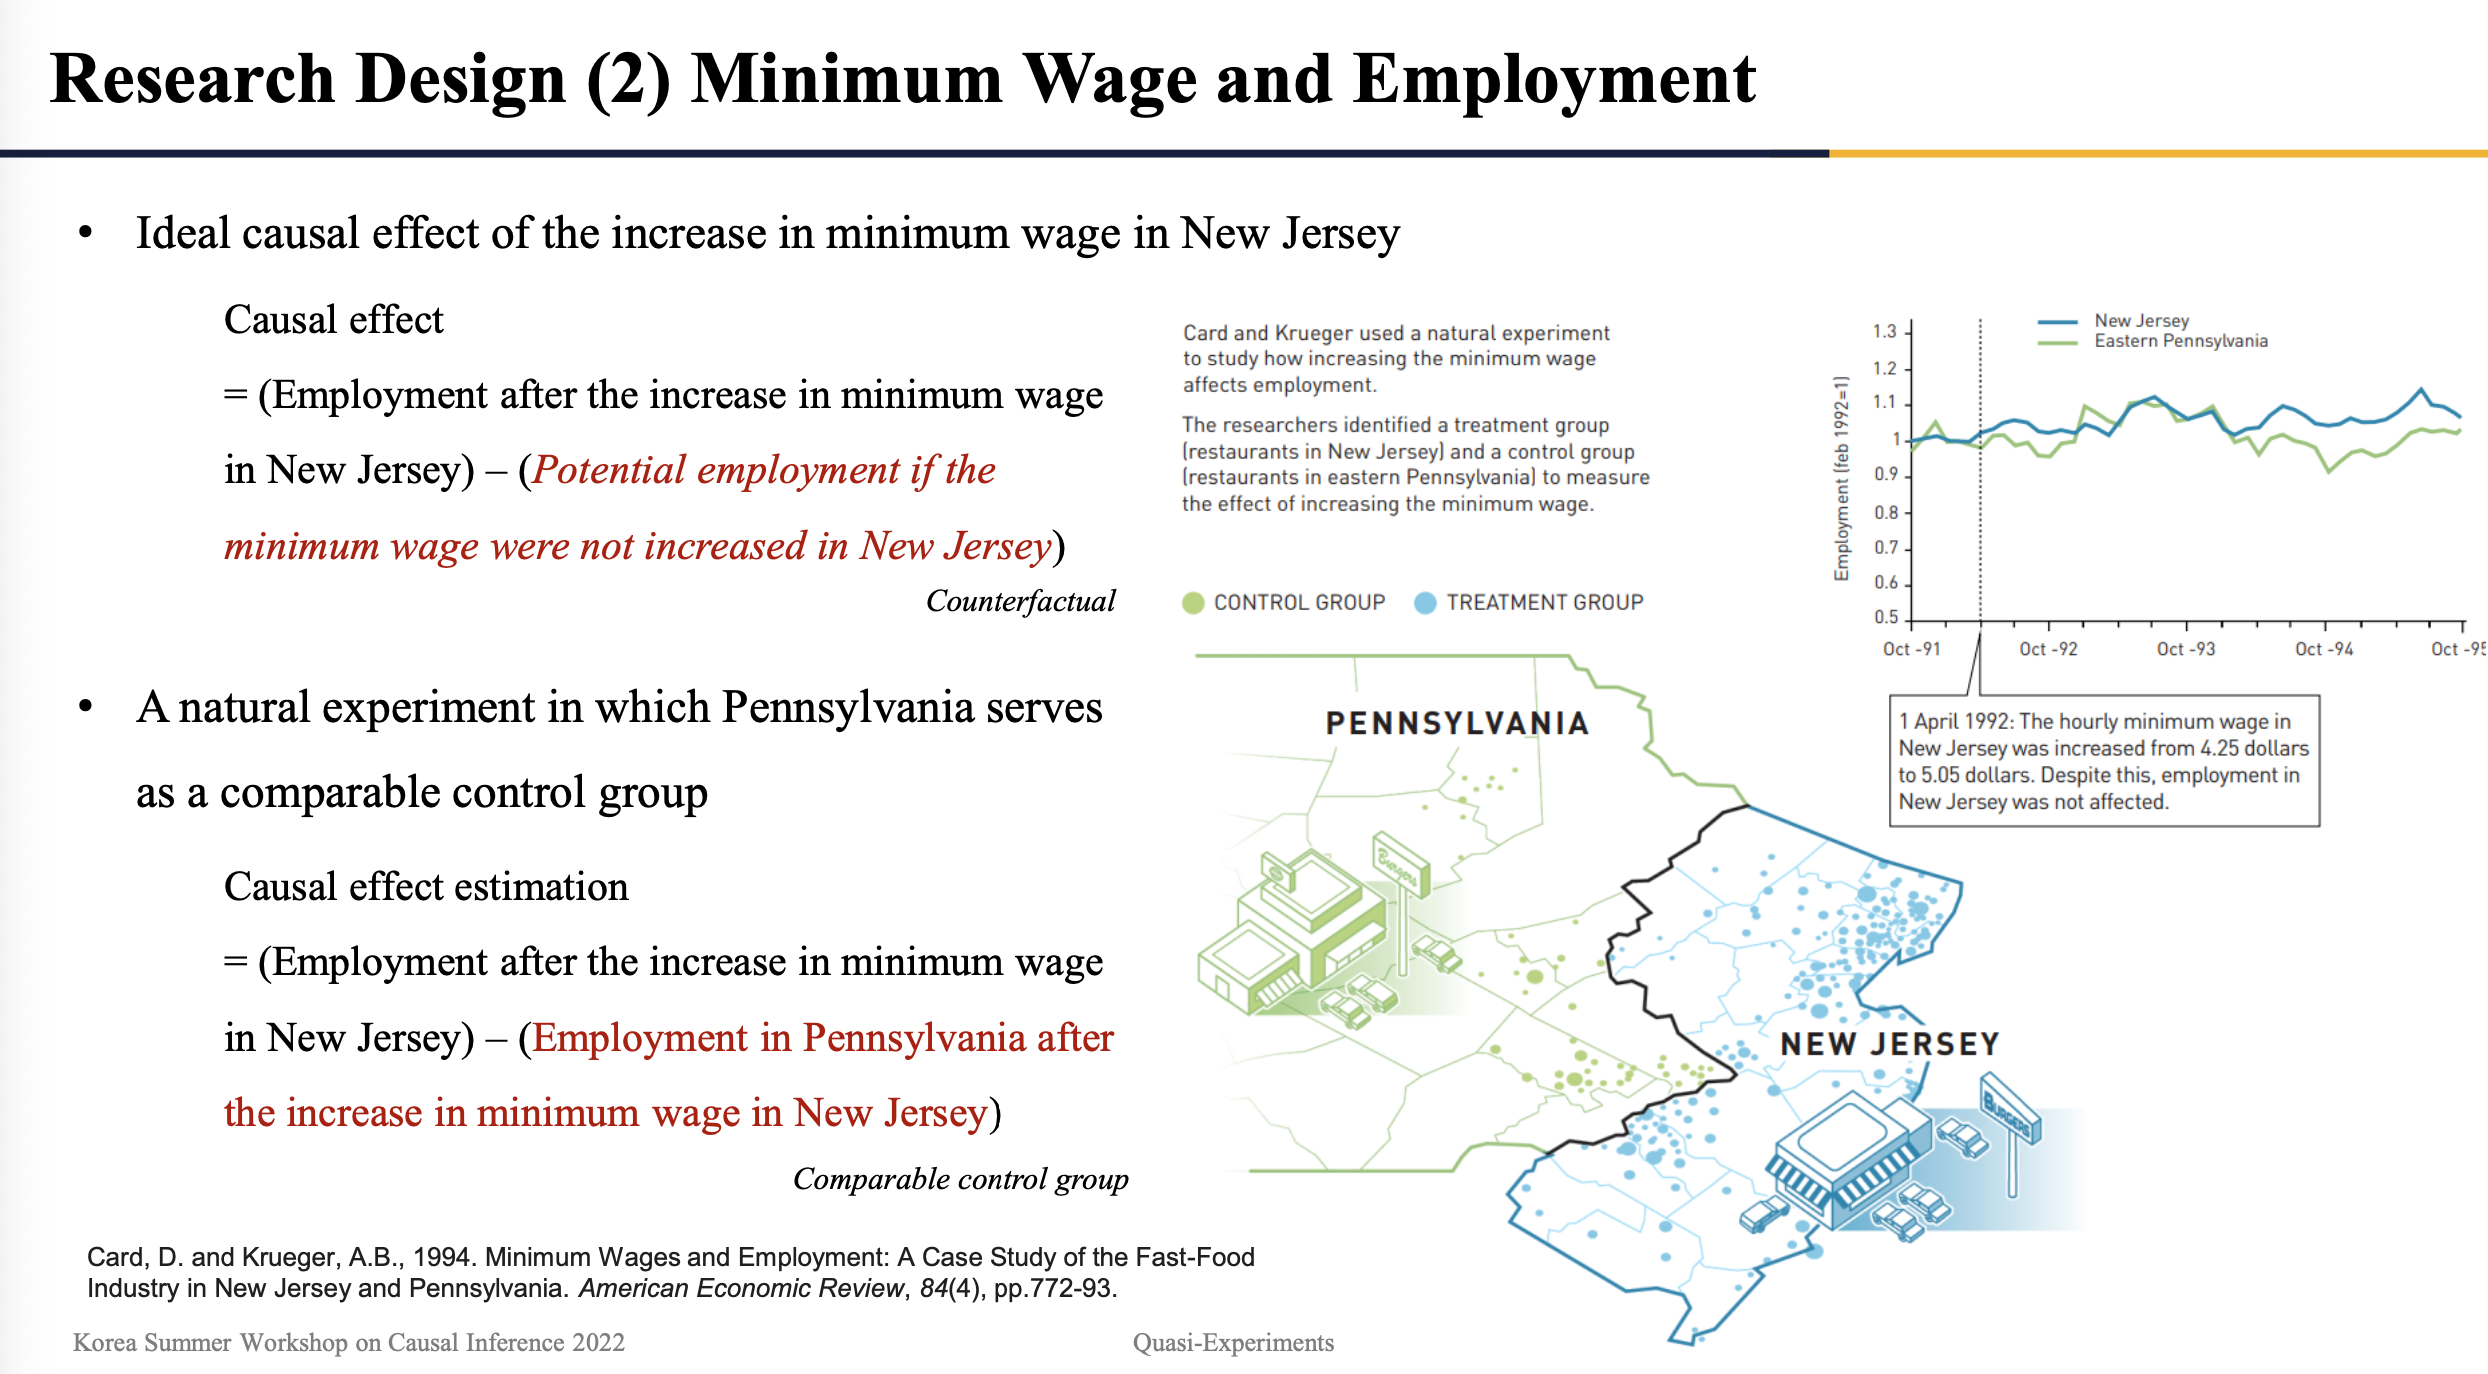 Research Design (2) Minimum Wage and Employment
• Ideal causal effect of the increase in minimum wage in New Jersey
Causal effect
= (Employment after the increase in minimum wage
in New Jersey) – (Potential employment if the
minimum wage were not increased in New Jersey)
Counterfactual
• A natural experiment in which Pennsylvania serves
as a comparable control group
Causal effect estimation
= (Employment after the increase in minimum wage
in New Jersey) – (Employment in Pennsylvania after
the increase in minimum wage in New Jersey)
Comparable control group
Card and Krueger used a natural experiment
to study how increasing the minimum wage
affects employment.
The researchers identified a treatment group
(restaurants in New Jersey) and a control group
(restaurants in eastern Pennsylvania) to measure
the effect of increasing the minimum wage.
CONTROL GROUP
TREATMENT GROUP
New Jersey
Eastern Pennsylvania
Employment (feb 1992=1)
1.3
1.2
1.1
1
0.9
0.8
0.7
0.6
0.5
Oct -91
Oct -92
Oct -93
Oct -94
Oct -95
1 April 1992: The hourly minimum wage in
New Jersey was increased from 4.25 dollars
to 5.05 dollars. Despite this, employment in
New Jersey was not affected.
PENNSYLVANIA
Burgers
NEW JERSEY
BURGERS
Card, D. and Krueger, A.B., 1994. Minimum Wages and Employment: A Case Study of the Fast-Food
Industry in New Jersey and Pennsylvania. American Economic Review, 84(4), pp.772-93.
Korea Summer Workshop on Causal Inference 2022
Quasi-Experiments